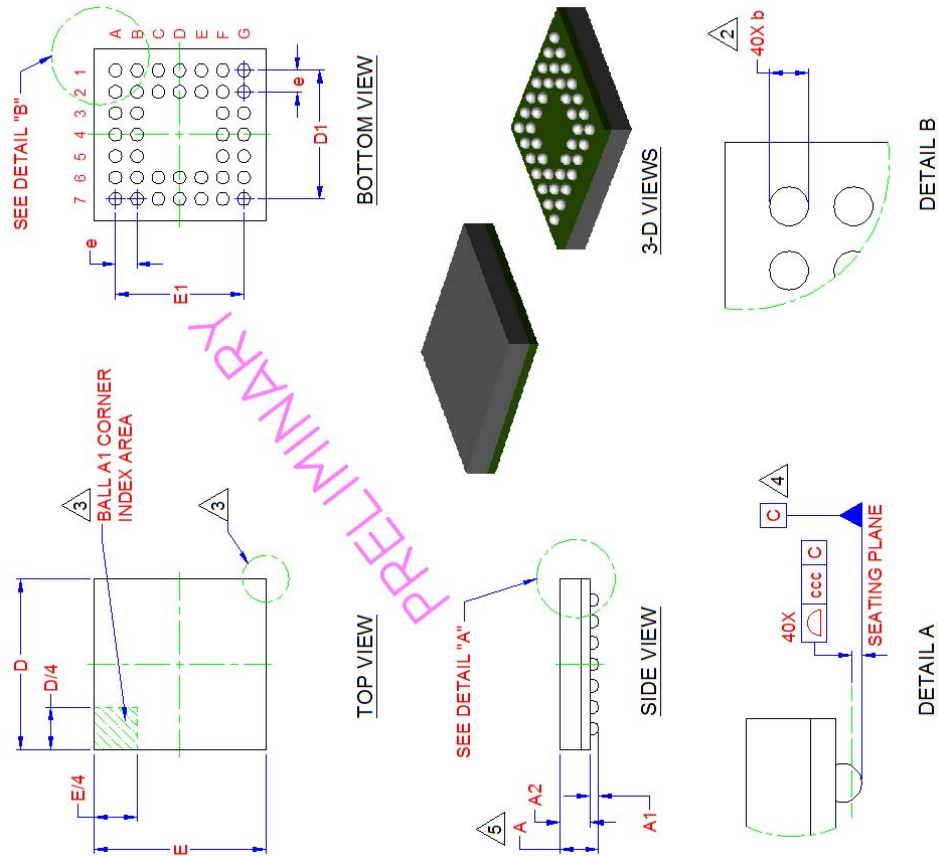 D
D/4
E/4
E
3
BALL A1 CORNER
INDEX AREA
3
TOP VIEW
SEE DETAIL "B"
7 6 5 4 3 2 1
A
B
C
D
E
F
G
e
E1
e
D1
BOTTOM VIEW
PRELIMINARY
SEE DETAIL "A"
5
A
A2
A1
SIDE VIEW
3-D VIEWS
40X
ccc C
C
4
SEATING PLANE
DETAIL A
2
40X b
DETAIL B